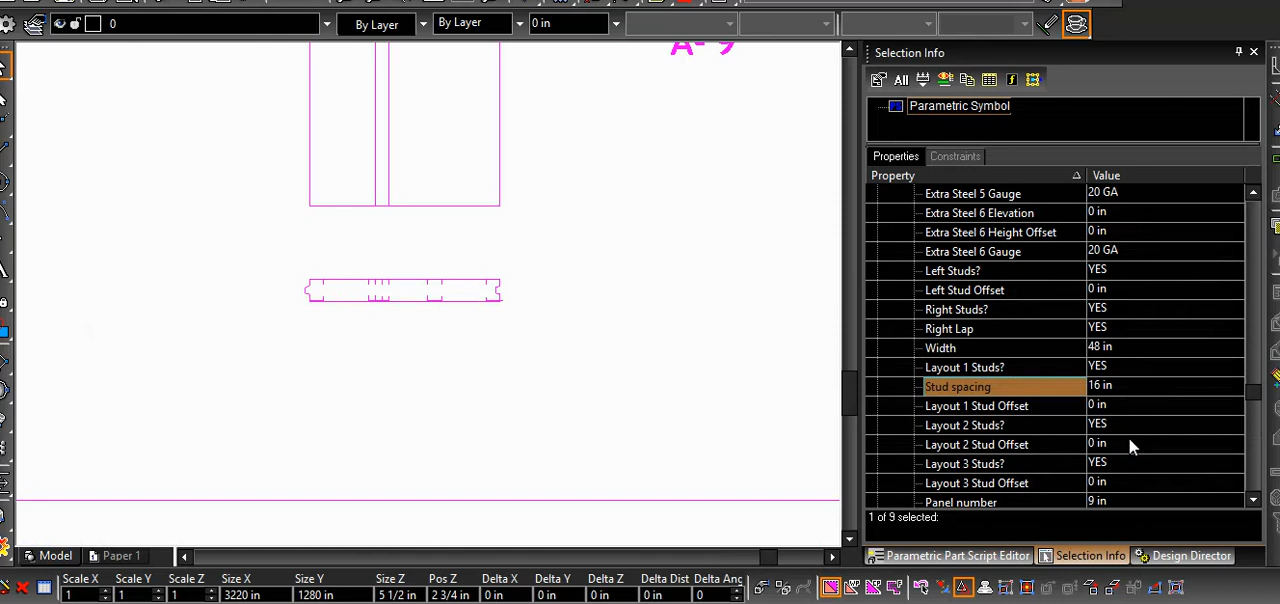 0
By Layer
By Layer
0 in
A-9
Selection Info
All
Parametric Symbol
Properties
Constraints
Property
Value
Extra Steel 5 Gauge
20 GA
Extra Steel 6 Elevation
0 in
Extra Steel 6 Height Offset
0 in
Extra Steel 6 Gauge
20 GA
Left Studs?
YES
Left Stud Offset
0 in
Right Studs?
YES
Right Lap
YES
Width
48 in
Layout 1 Studs?
YES
Stud spacing
16 in
Layout 1 Stud Offset
0 in
Layout 2 Studs?
YES
Layout 2 Stud Offset
0 in
Layout 3 Studs?
YES
Layout 3 Stud Offset
0 in
Panel number
9 in
1 of 9 selected:
Model
Paper 1
Parametric Part Script Editor
Selection Info
Design Director
Scale X
Scale Y
Scale Z
Size X
Size Y
Size Z
Pos Z
Delta X
Delta Y
Delta Z
Delta Dist
Delta Ang
1
1
1
3220 in
1280 in
5 1/2 in
2 3/4 in
0 in
0 in
0 in
0 in
0